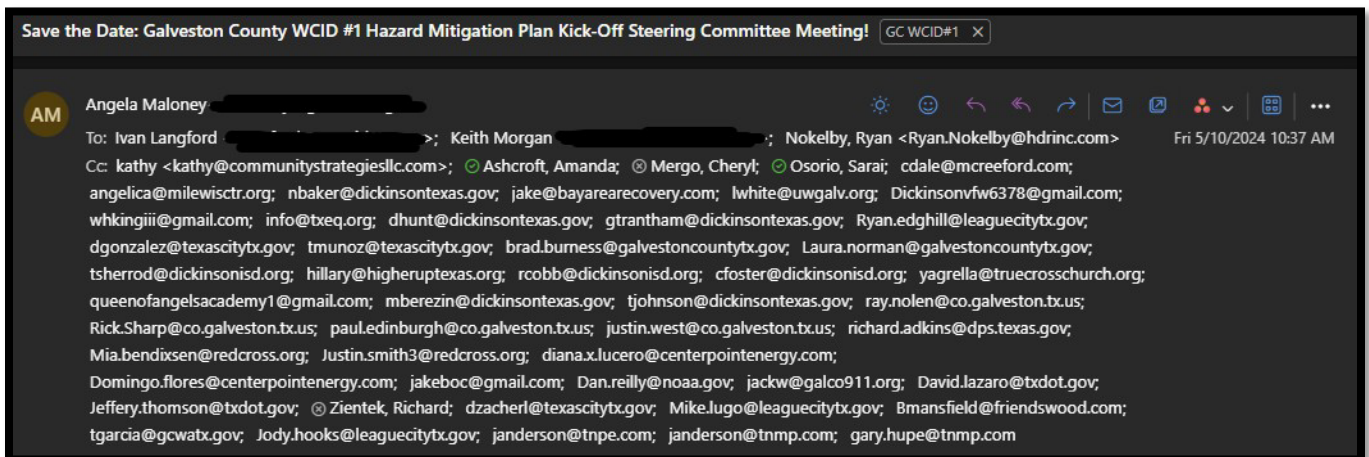 Save the Date: Galveston County WCID #1 Hazard Mitigation Plan Kick-Off Steering Committee Meeting! GC WCID#1 X
AM Angela Maloney
To: Ivan Langford >; Keith Morgan ; Nokelby, Ryan <Ryan.Nokelby@hdrinc.com> Fri 5/10/2024 10:37 AM
Cc: kathy <kathy@communitystrategiesllc.com>; Ashcroft, Amanda; Mergo, Cheryl; Osorio, Sarai; cdale@mcreeford.com;
angelica@milewisctr.org; nbaker@dickinsontexas.gov; jake@bayarearecovery.com; lwhite@uwgalv.org; Dickinsonvfw6378@gmail.com;
whkingiii@gmail.com; info@txeq.org; dhunt@dickinsontexas.gov; gtrantham@dickinsontexas.gov; Ryan.edghill@leaguecitytx.gov;
dgonzalez@texascitytx.gov; tmunoz@texascitytx.gov; brad.burness@galvestoncountytx.gov; Laura.norman@galvestoncountytx.gov;
tsherrod@dickinsonisd.org; hillary@higheruptexas.org; rcobb@dickinsonisd.org; cfoster@dickinsonisd.org; yagrella@truecrosschurch.org;
queenofangelsacademy1@gmail.com; mberezin@dickinsontexas.gov; tjohnson@dickinsontexas.gov; ray.nolen@co.galveston.tx.us;
Rick.Sharp@co.galveston.tx.us; paul.edinburgh@co.galveston.tx.us; justin.west@co.galveston.tx.us; richard.adkins@dps.texas.gov;
Mia.bendixsen@redcross.org; Justin.smith3@redcross.org; diana.x.lucero@centerpointenergy.com;
Domingo.flores@centerpointenergy.com; jakeboc@gmail.com; Dan.reilly@noaa.gov; jackw@galco911.org; David.lazaro@txdot.gov;
Jeffery.thomson@txdot.gov; Zientek, Richard; dzacherl@texascitytx.gov; Mike.lugo@leaguecitytx.gov; Bmansfield@friendswood.com;
tgarcia@gcwatx.gov; Jody.hooks@leaguecitytx.gov; janderson@tnpe.com; janderson@tnmp.com; gary.hupe@tnmp.com